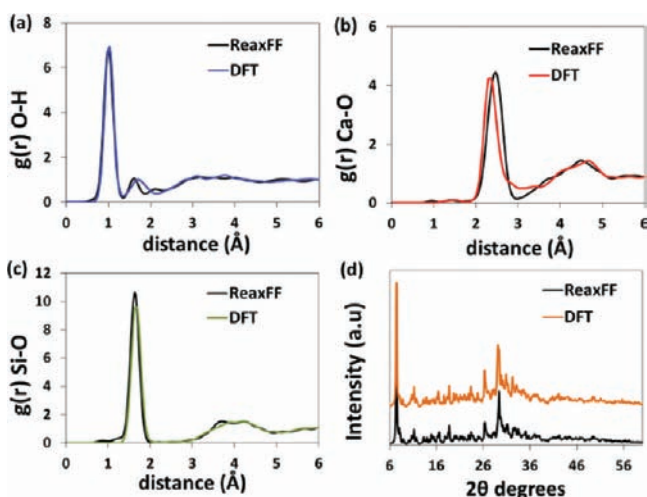 (a)
g(r) O-H
8
6
4
2
0
ReaxFF
DFT
0 1 2 3 4 5 6
distance (Å)
(b)
g(r) Ca-O
6
4
2
0
ReaxFF
DFT
0 1 2 3 4 5 6
distance (Å)
(c)
g(r) Si-O
12
10
8
6
4
2
0
ReaxFF
DFT
0 1 2 3 4 5 6
distance (Å)
(d)
Intensity (a.u)
ReaxFF
DFT
6 16 26 36 46 56
2θ degrees